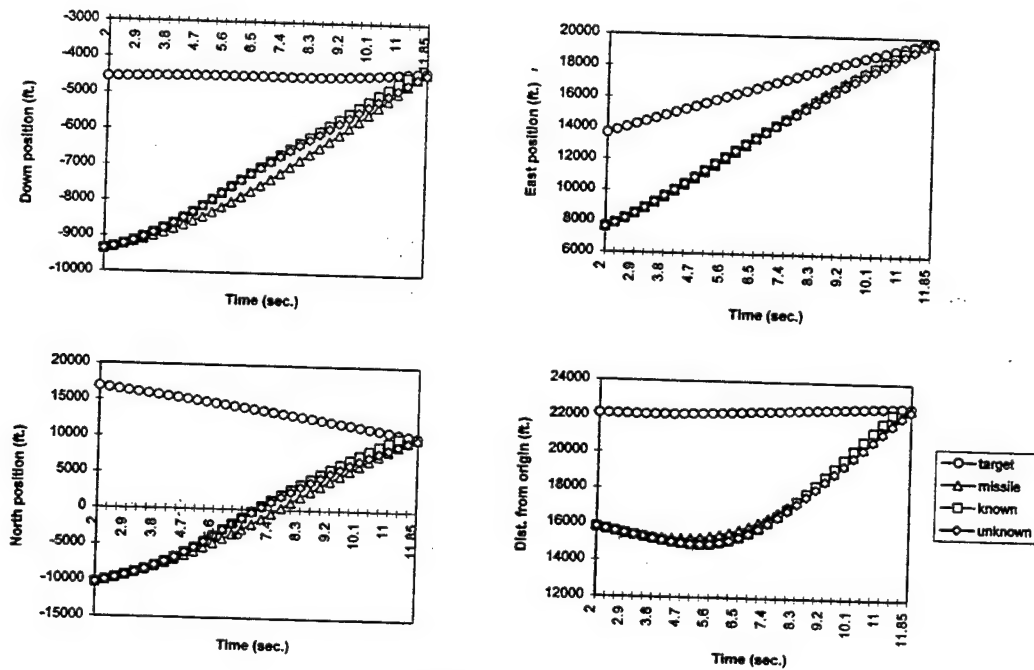 -3000
-4000
-5000
-6000
-7000
-8000
-9000
-10000
Down position (ft.)
2 2.9 3.8 4.7 5.6 6.5 7.4 8.3 9.2 10.1 11 11.85
Time (sec.)
20000
18000
16000
14000
12000
10000
8000
6000
East position (ft.)
2 2.9 3.8 4.7 5.6 6.5 7.4 8.3 9.2 10.1 11 11.85
Time (sec.)
20000
15000
10000
5000
0
-5000
-10000
-15000
North position (ft.)
2 2.9 3.8 4.7 5.6 6.5 7.4 8.3 9.2 10.1 11 11.85
Time (sec.)
24000
22000
20000
18000
16000
14000
12000
Dist. from origin (ft.)
2 2.9 3.8 4.7 5.6 6.5 7.4 8.3 9.2 10.1 11 11.85
Time (sec.)
target
missile
known
unknown